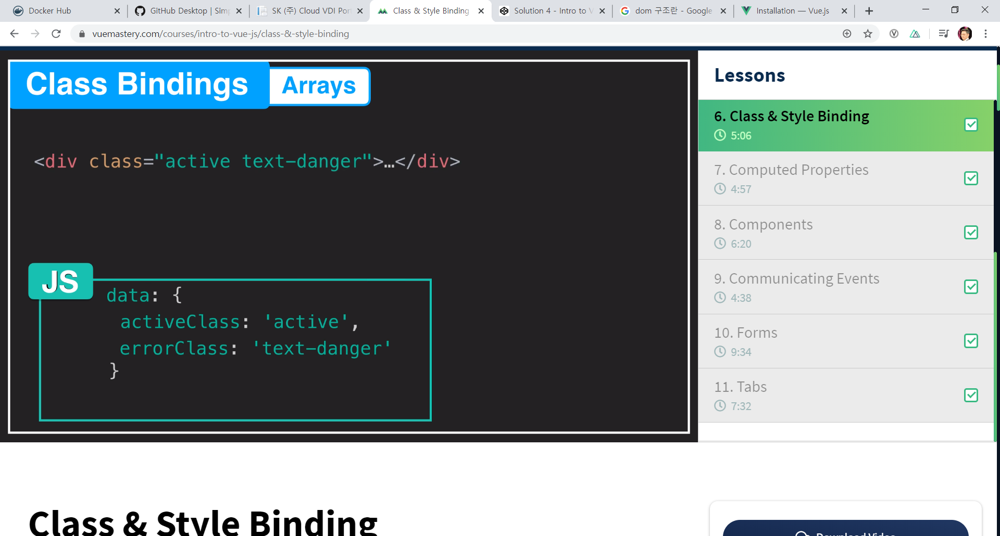 Docker Hub
GitHub Desktop | Sim
SK (주) Cloud VDI Por
Class & Style Binding
Solution 4 - Intro to V
dom 구조란 - Google
Installation — Vue.js
vuemastery.com/courses/intro-to-vue-js/class-&-style-binding
Class Bindings
Arrays
<div class="active text-danger">…</div>
JS
data: {
activeClass: 'active',
errorClass: 'text-danger'
}
Lessons
6. Class & Style Binding
5:06
7. Computed Properties
4:57
8. Components
6:20
9. Communicating Events
4:38
10. Forms
9:34
11. Tabs
7:32
Class & Style Binding
Download Video